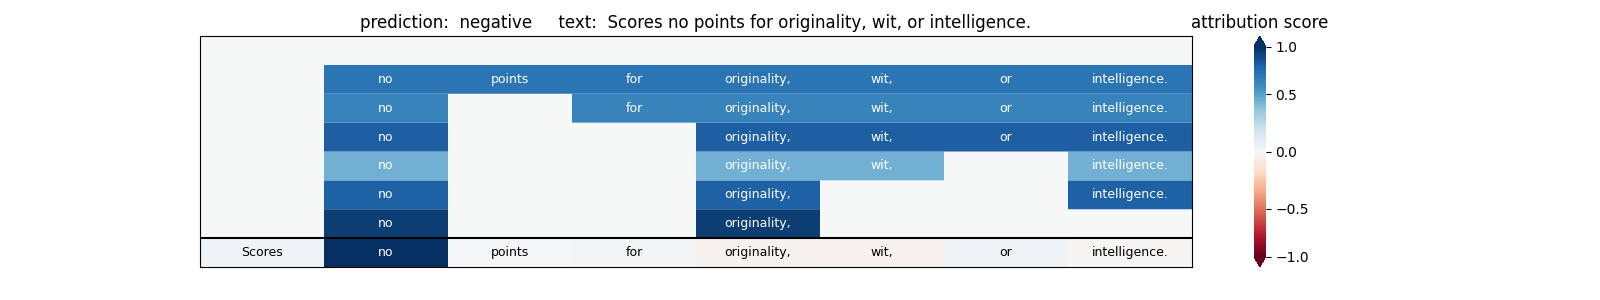 prediction:  negative     text:  Scores no points for originality, wit, or intelligence.
attribution score
no points for originality, wit, or intelligence.
no for originality, wit, or intelligence.
no originality, wit, or intelligence.
no originality, wit, intelligence.
no originality, intelligence.
no originality,
Scores no points for originality, wit, or intelligence.
1.0
0.5
0.0
−0.5
−1.0